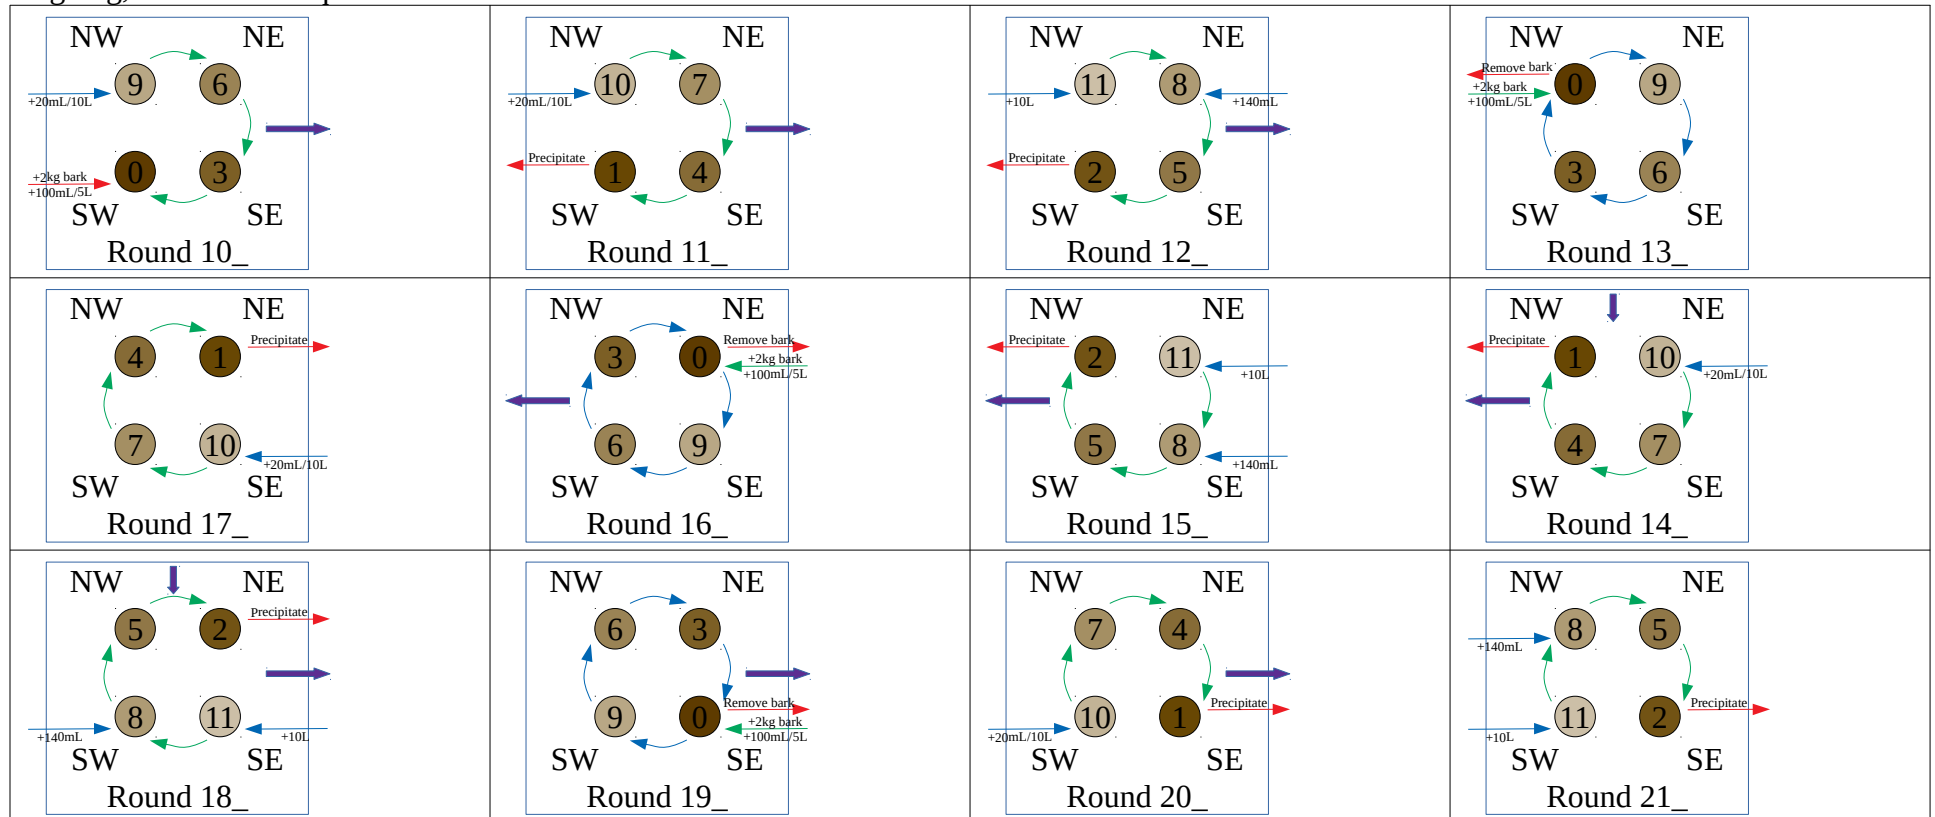 NW NE
9 6
+20mL/10L
0 3
+2kg bark
+100mL/5L
SW SE
Round 10_
NW NE
10 7
+20mL/10L
Precipitate
1 4
SW SE
Round 11_
NW NE
11 8
+10L +140mL
Precipitate
2 5
SW SE
Round 12_
NW NE
Remove bark
0 9
+2kg bark
+100mL/5L
3 6
SW SE
Round 13_
NW NE
Precipitate
4 1
7 10
+20mL/10L
SW SE
Round 17_
NW NE
Remove bark
3 0
+2kg bark
+100mL/5L
6 9
SW SE
Round 16_
NW NE
Precipitate
2 11
+10L
5 8
+140mL
SW SE
Round 15_
NW NE
Precipitate
1 10
+20mL/10L
4 7
SW SE
Round 14_
NW NE
Precipitate
5 2
8 11
+140mL +10L
SW SE
Round 18_
NW NE
6 3
Remove bark
9 0
+2kg bark
+100mL/5L
SW SE
Round 19_
NW NE
7 4
Precipitate
10 1
+20mL/10L
SW SE
Round 20_
NW NE
8 5
+140mL
Precipitate
11 2
+10L
SW SE
Round 21_